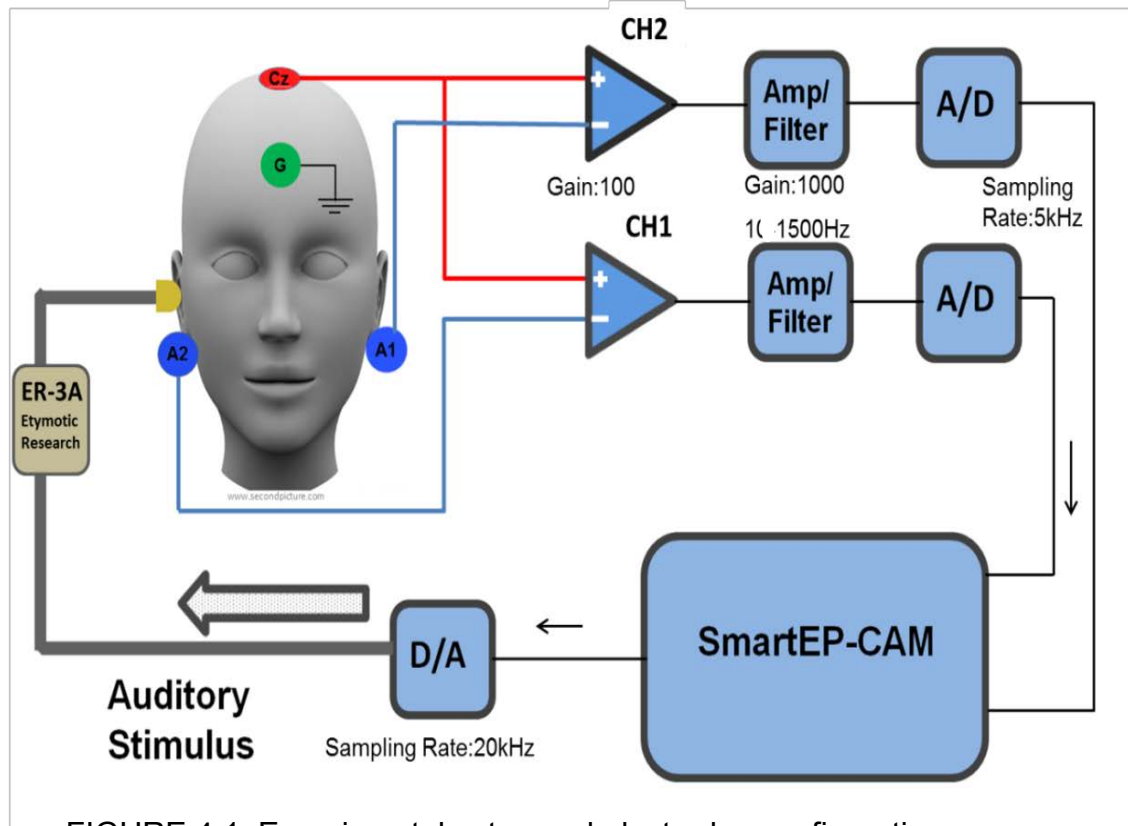 CH2
Cz
+
−
Amp/
Filter
A/D
G
Gain:100
Gain:1000
Sampling
Rate:5kHz
CH1
1500Hz
+
−
Amp/
Filter
A/D
A2
A1
ER-3A
Etymotic
Research
www.secondpicture.com
SmartEP-CAM
D/A
Auditory
Stimulus
Sampling Rate:20kHz